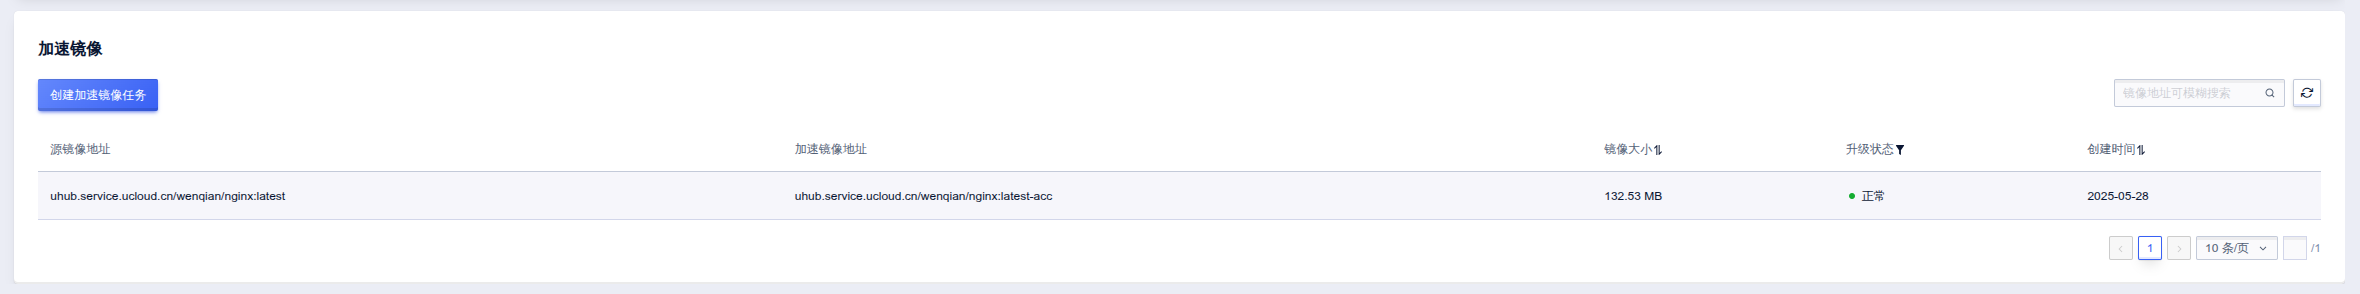 加速镜像
创建加速镜像任务
镜像地址可模糊搜索
源镜像地址 加速镜像地址 镜像大小 升级状态 创建时间
uhub.service.ucloud.cn/wenqian/nginx:latest uhub.service.ucloud.cn/wenqian/nginx:latest-acc 132.53 MB 正常 2025-05-28
1 10 条/页 /1